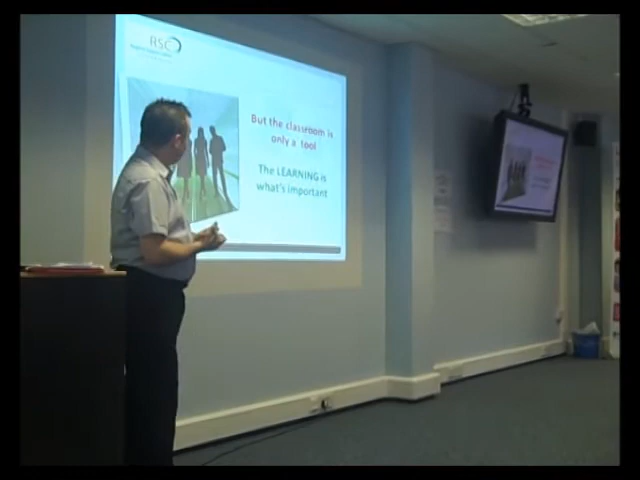 RSC
But the classroom is
only a tool
The LEARNING is
what's important